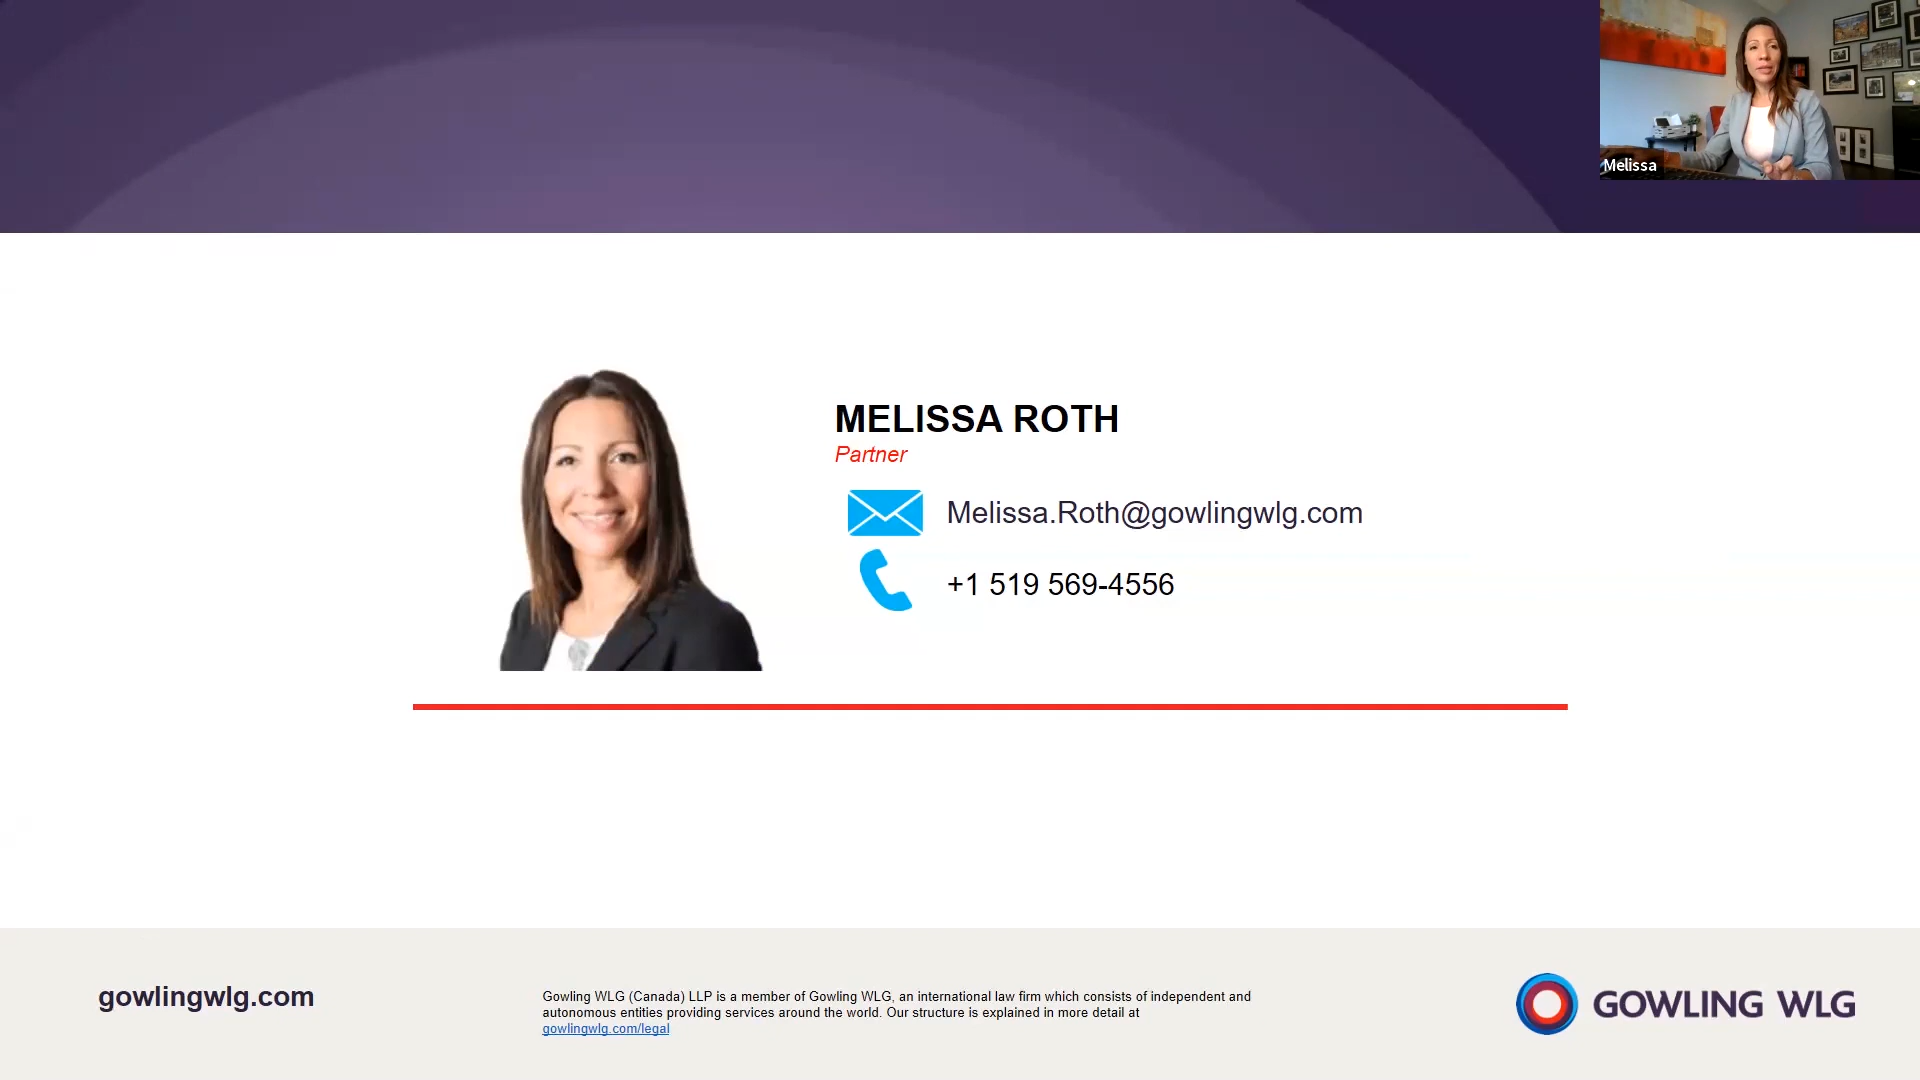 Melissa
MELISSA ROTH
Partner
Melissa.Roth@gowlingwlg.com
+1 519 569-4556
gowlingwlg.com
Gowling WLG (Canada) LLP is a member of Gowling WLG, an international law firm which consists of independent and
autonomous entities providing services around the world. Our structure is explained in more detail at
gowlingwlg.com/legal
GOWLING WLG